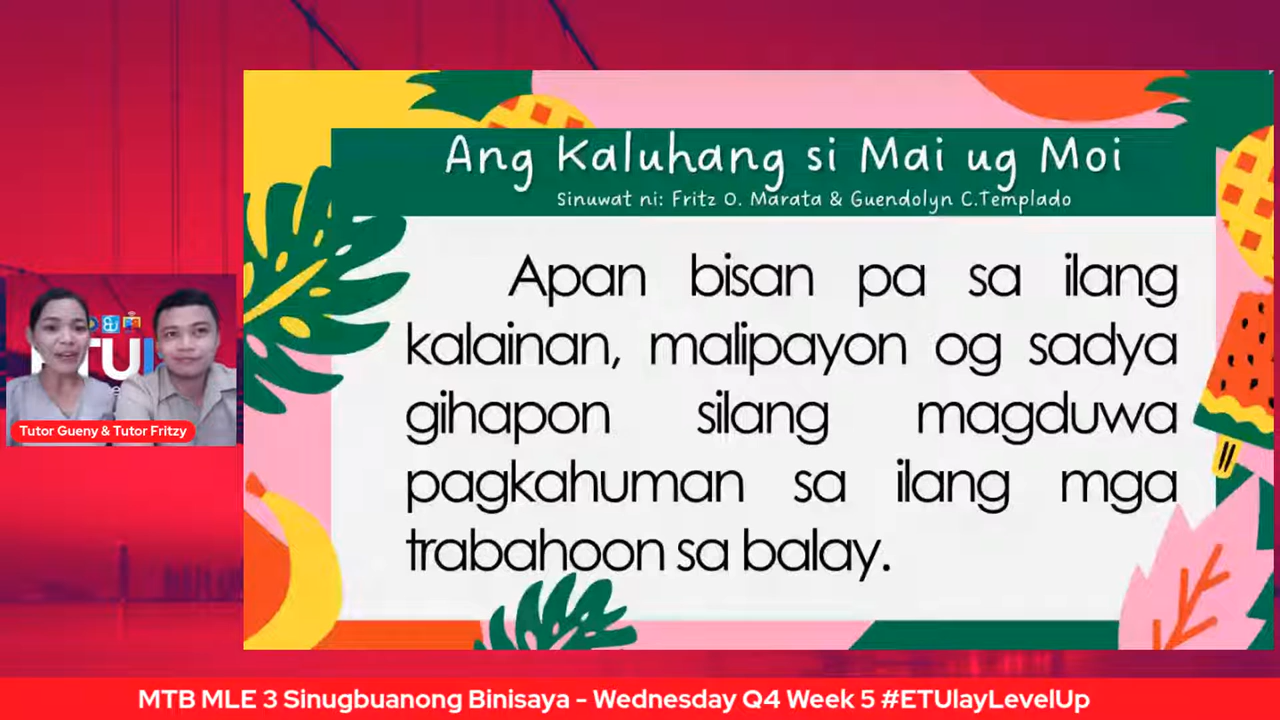 Ang Kaluhang si Mai ug Moi
Sinuwat ni: Fritz O. Marata & Guendolyn C.Templado
Apan bisan pa sa ilang
kalainan, malipayon og sadya
gihapon silang magduwa
pagkahuman sa ilang mga
trabahoon sa balay.
Tutor Gueny & Tutor Fritzy
MTB MLE 3 Sinugbuanong Binisaya - Wednesday Q4 Week 5 #ETUlayLevelUp